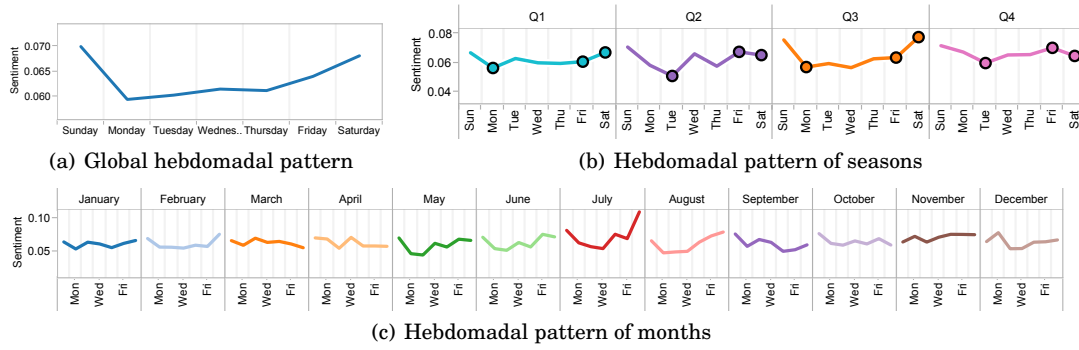 Q1 Q2 Q3 Q4
Sentiment
0.070
0.065
0.060
Sunday Monday Tuesday Wednes.. Thursday Friday Saturday
(a) Global hebdomadal pattern
Sentiment
0.08
0.06
0.04
Sun Mon Tue Wed Thu Fri Sat Sun Mon Tue Wed Thu Fri Sat Sun Mon Tue Wed Thu Fri Sat Sun Mon Tue Wed Thu Fri Sat
(b) Hebdomadal pattern of seasons
January February March April May June July August September October November December
Sentiment
0.10
0.05
Mon Wed Fri Mon Wed Fri Mon Wed Fri Mon Wed Fri Mon Wed Fri Mon Wed Fri Mon Wed Fri Mon Wed Fri Mon Wed Fri Mon Wed Fri Mon Wed Fri Mon Wed Fri
(c) Hebdomadal pattern of months